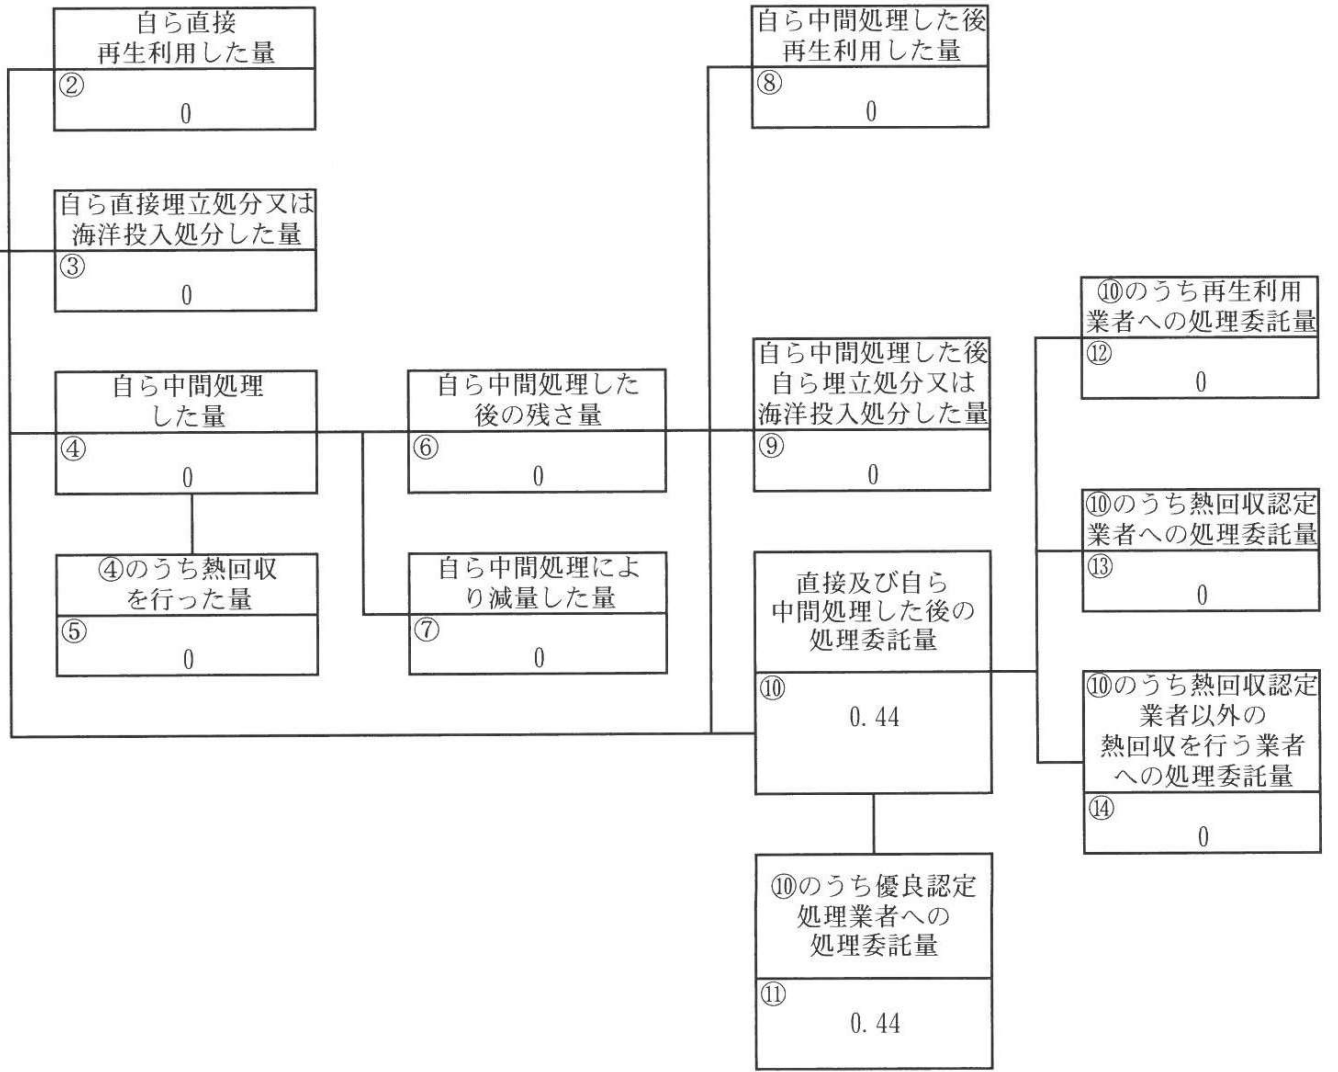 自ら直接
再生利用した量
②
0
自ら直接埋立処分又は
海洋投入処分した量
③
0
自ら中間処理
した量
④
0
④のうち熱回収
を行った量
⑤
0
自ら中間処理した
後の残さ量
⑥
0
自ら中間処理によ
り減量した量
⑦
0
自ら中間処理した後
再生利用した量
⑧
0
自ら中間処理した後
自ら埋立処分又は
海洋投入処分した量
⑨
0
直接及び自ら
中間処理した後の
処理委託量
⑩
0.44
⑩のうち優良認定
処理業者への
処理委託量
⑪
0.44
⑩のうち再生利用
業者への処理委託量
⑫
0
⑩のうち熱回収認定
業者への処理委託量
⑬
0
⑩のうち熱回収認定
業者以外の
熱回収を行う業者
への処理委託量
⑭
0